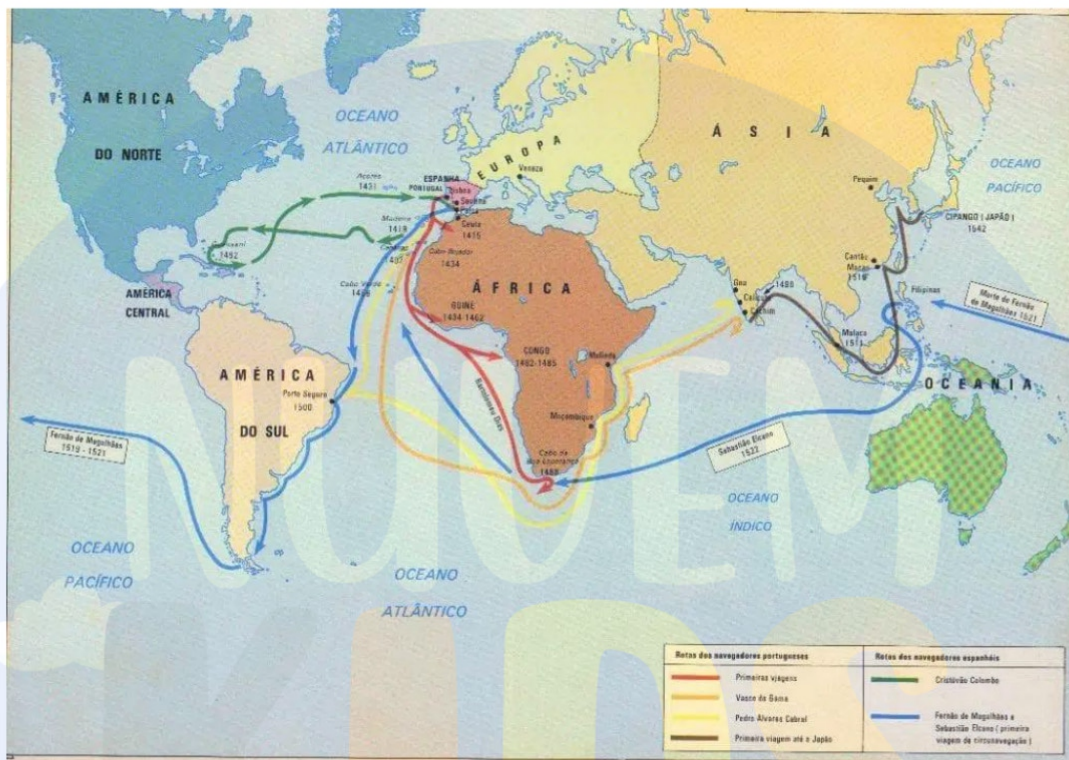 AMÉRICA
DO NORTE
OCEANO
ATLÂNTICO
EUROPA
ÁSIA
OCEANO
PACÍFICO
Açores
1431
ESPANHA
PORTUGAL
Lisboa
Veneza
Pequim
Madeira
1419
Ceuta
1415
CIPANGO (JAPÃO)
1542
1492
Cabo Bojador
1434
Cantão
Macau
Goa
Calicut
Cochim
1498
Cabo Verde
AMÉRICA
CENTRAL
ÁFRICA
GUINÉ
1434-1462
Filipinas
Morte de Fernão
de Magalhães 1521
CONGO
1482-1485
Melinde
Malaca
1511
OCEANIA
AMÉRICA
DO SUL
Porto Seguro
1500
Bartolomeu Dias
Moçambique
Fernão de Magalhães
1519 - 1521
Cabo da
Boa Esperança
1488
Sebastião Elcano
1522
OCEANO
ÍNDICO
OCEANO
PACÍFICO
OCEANO
ATLÂNTICO
NUVEM
KIDS
Rotas dos navegadores portugueses
Primeiras viagens
Vasco da Gama
Pedro Álvares Cabral
Primeira viagem até o Japão
Rotas dos navegadores espanhóis
Cristóvão Colombo
Fernão de Magalhães e
Sebastião Elcano (primeira
viagem de circunavegação)